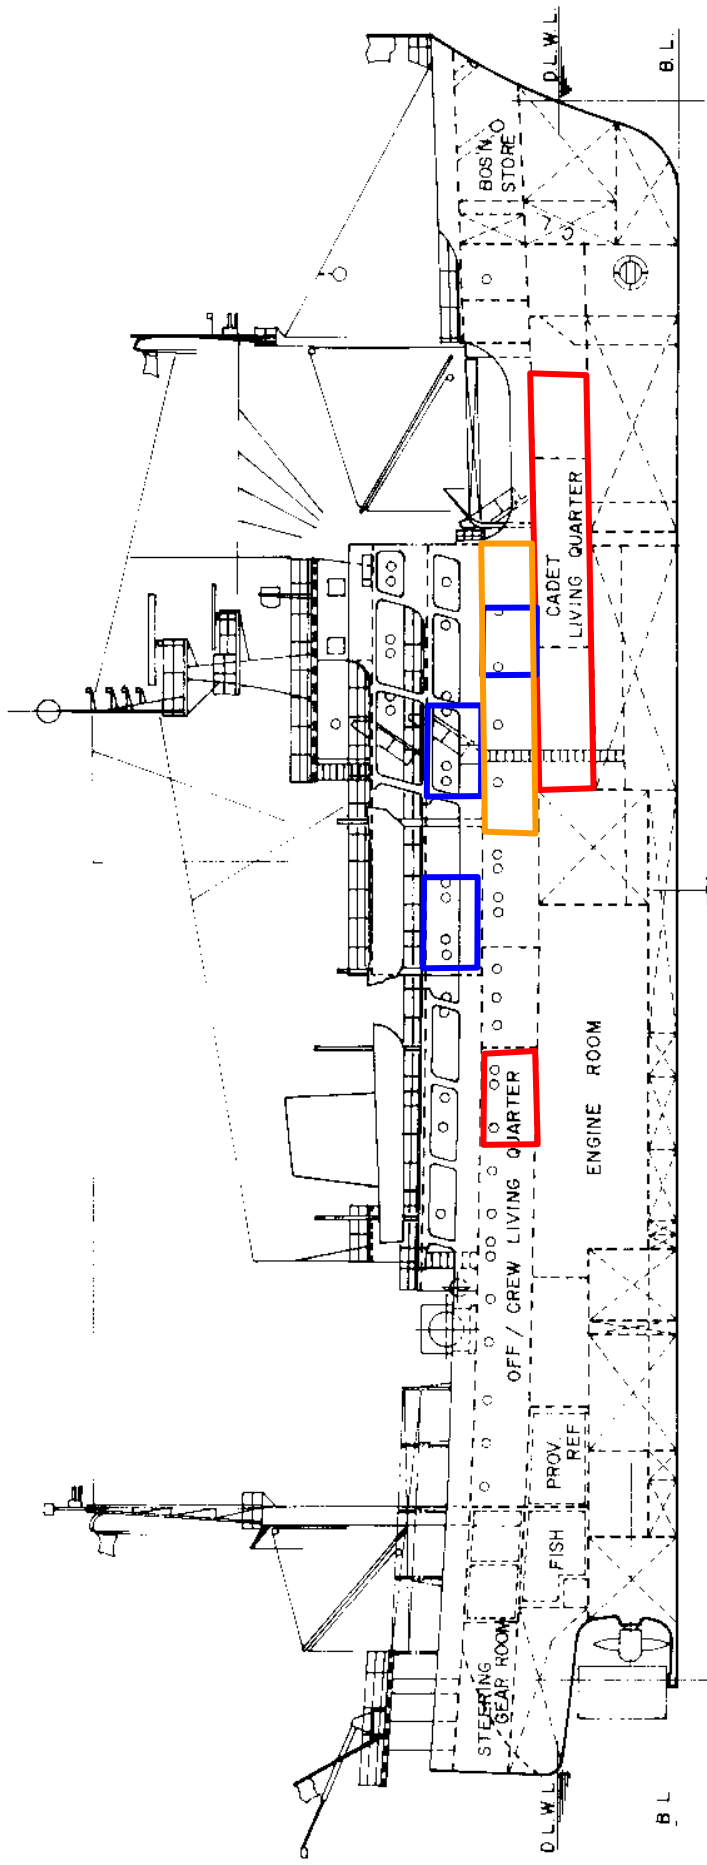 D.L.W.L
B.L.
BOS'N
STORE
CADET
LIVING QUARTER
ENGINE ROOM
OFF / CREW LIVING QUARTER
PROV.
REF
FISH
STEERING
GEAR ROOM
D.L.W.L
B L